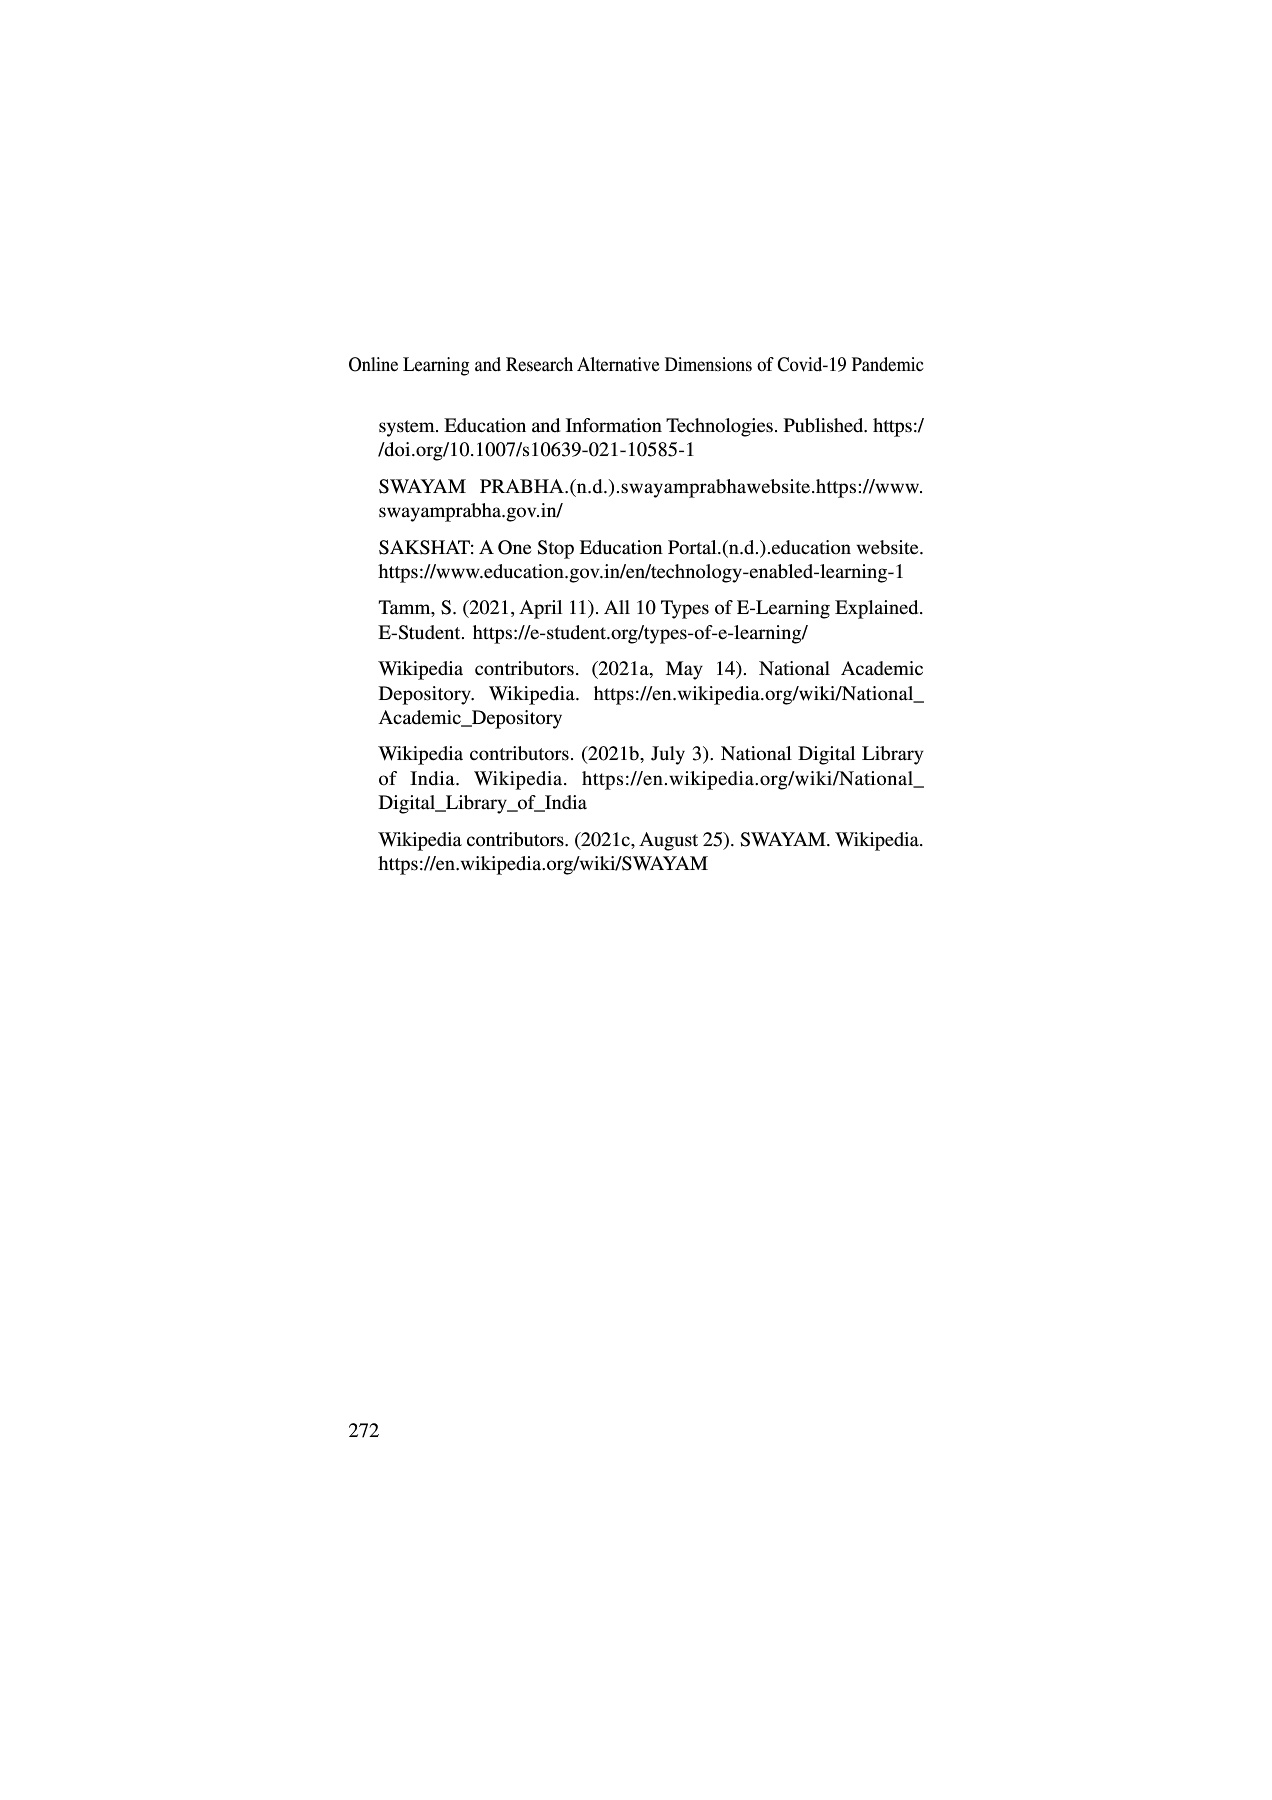 Online Learning and Research Alternative Dimensions of Covid-19 Pandemic
system. Education and Information Technologies. Published. https:/
/doi.org/10.1007/s10639-021-10585-1
SWAYAM PRABHA.(n.d.).swayamprabhawebsite.https://www.
swayamprabha.gov.in/
SAKSHAT: A One Stop Education Portal.(n.d.).education website.
https://www.education.gov.in/en/technology-enabled-learning-1
Tamm, S. (2021, April 11). All 10 Types of E-Learning Explained.
E-Student. https://e-student.org/types-of-e-learning/
Wikipedia contributors. (2021a, May 14). National Academic
Depository. Wikipedia. https://en.wikipedia.org/wiki/National_
Academic_Depository
Wikipedia contributors. (2021b, July 3). National Digital Library
of India. Wikipedia. https://en.wikipedia.org/wiki/National_
Digital_Library_of_India
Wikipedia contributors. (2021c, August 25). SWAYAM. Wikipedia.
https://en.wikipedia.org/wiki/SWAYAM
272